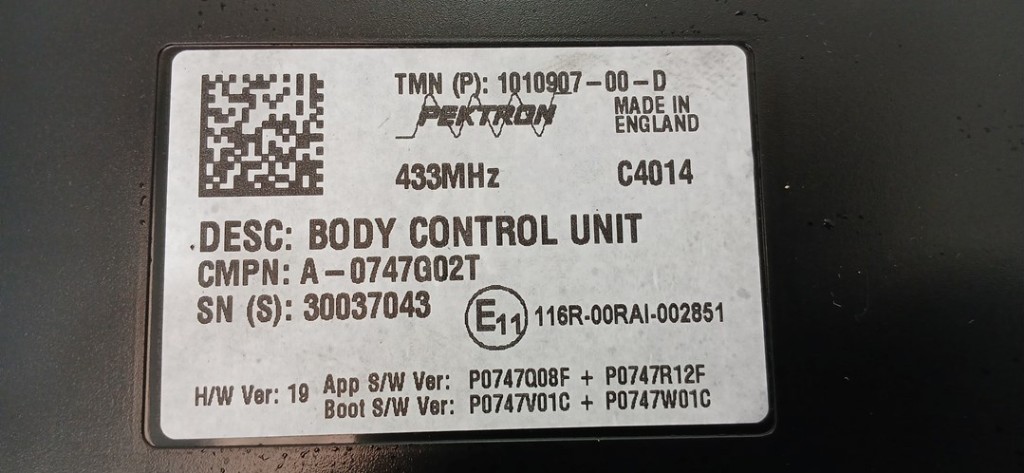 TMN (P): 1010907-00-D
PEKTRON
MADE IN
ENGLAND
433MHz C4014
DESC: BODY CONTROL UNIT
CMPN: A-0747G02T
SN (S): 30037043
E11 116R-00RAI-002851
H/W Ver: 19
App S/W Ver: P0747Q08F + P0747R12F
Boot S/W Ver: P0747V01C + P0747W01C